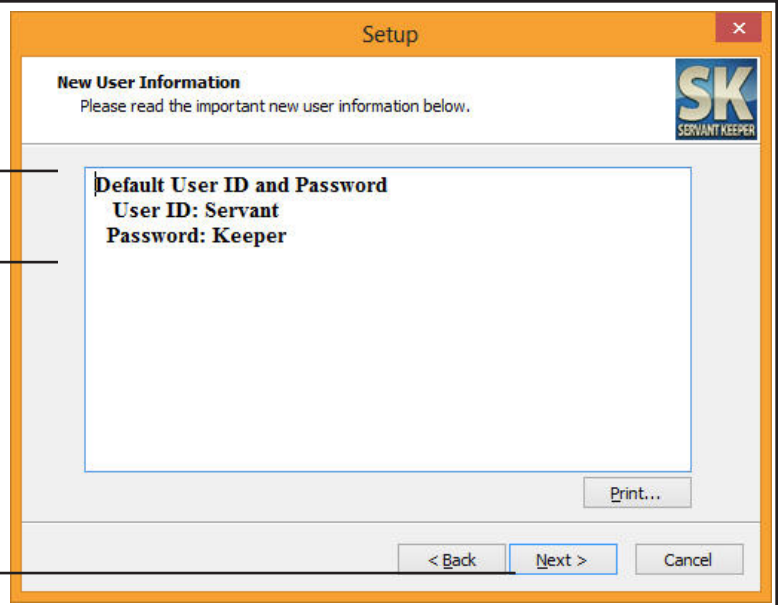 Setup
New User Information
Please read the important new user information below.
SK
SERVANT KEEPER
Default User ID and Password
User ID: Servant
Password: Keeper
Print...
< Back
Next >
Cancel